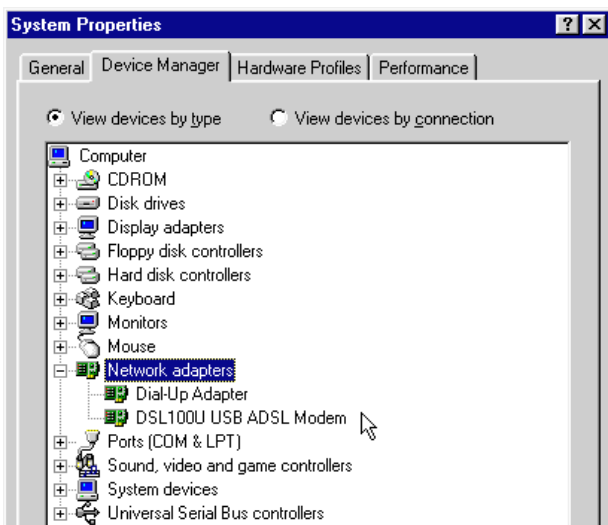 System Properties
General Device Manager Hardware Profiles Performance
View devices by type View devices by connection
Computer
CDROM
Disk drives
Display adapters
Floppy disk controllers
Hard disk controllers
Keyboard
Monitors
Mouse
Network adapters
Dial-Up Adapter
DSL100U USB ADSL Modem
Ports (COM & LPT)
Sound, video and game controllers
System devices
Universal Serial Bus controllers